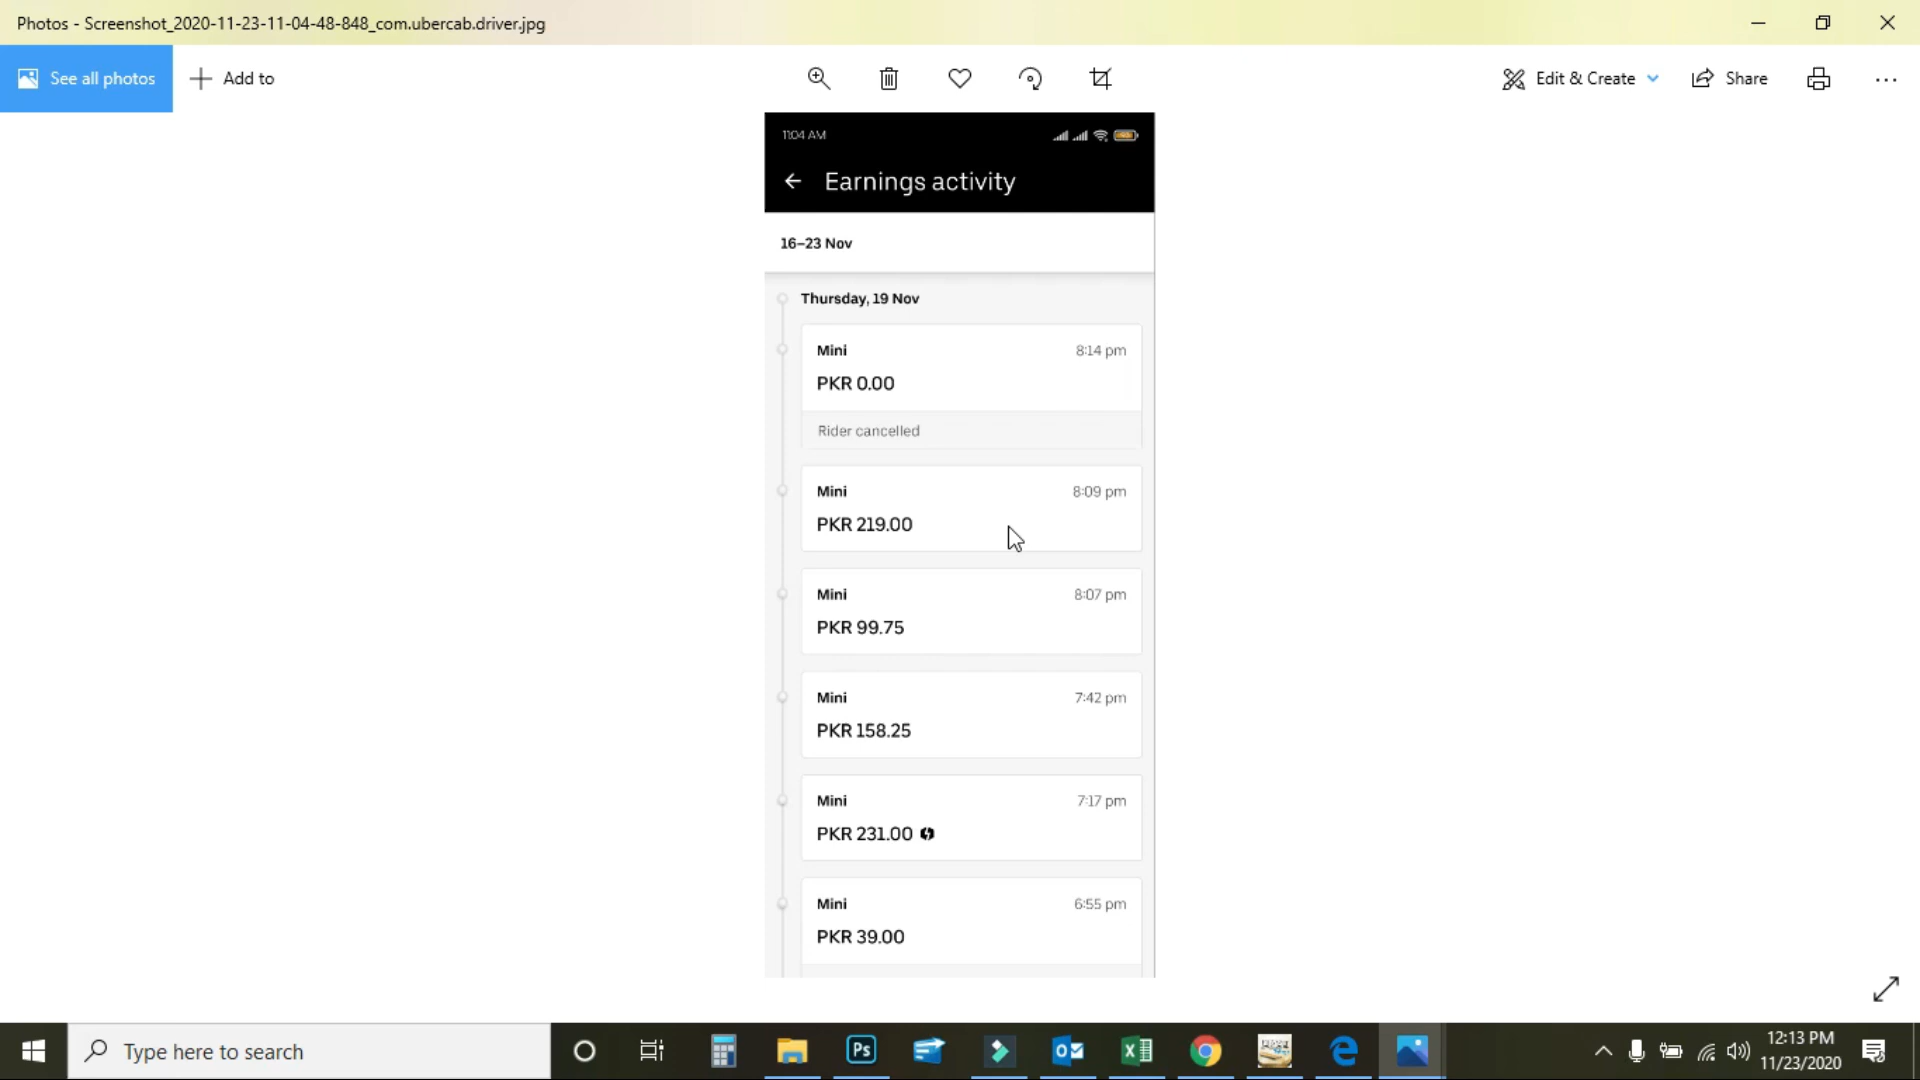 Photos - Screenshot_2020-11-23-11-04-48-848_com.ubercab.driver.jpg
See all photos
Add to
Edit & Create
Share
11:04 AM
Earnings activity
16–23 Nov
Thursday, 19 Nov
Mini 8:14 pm
PKR 0.00
Rider cancelled
Mini 8:09 pm
PKR 219.00
Mini 8:07 pm
PKR 99.75
Mini 7:42 pm
PKR 158.25
Mini 7:17 pm
PKR 231.00
Mini 6:55 pm
PKR 39.00
Type here to search
Ps
12:13 PM
11/23/2020